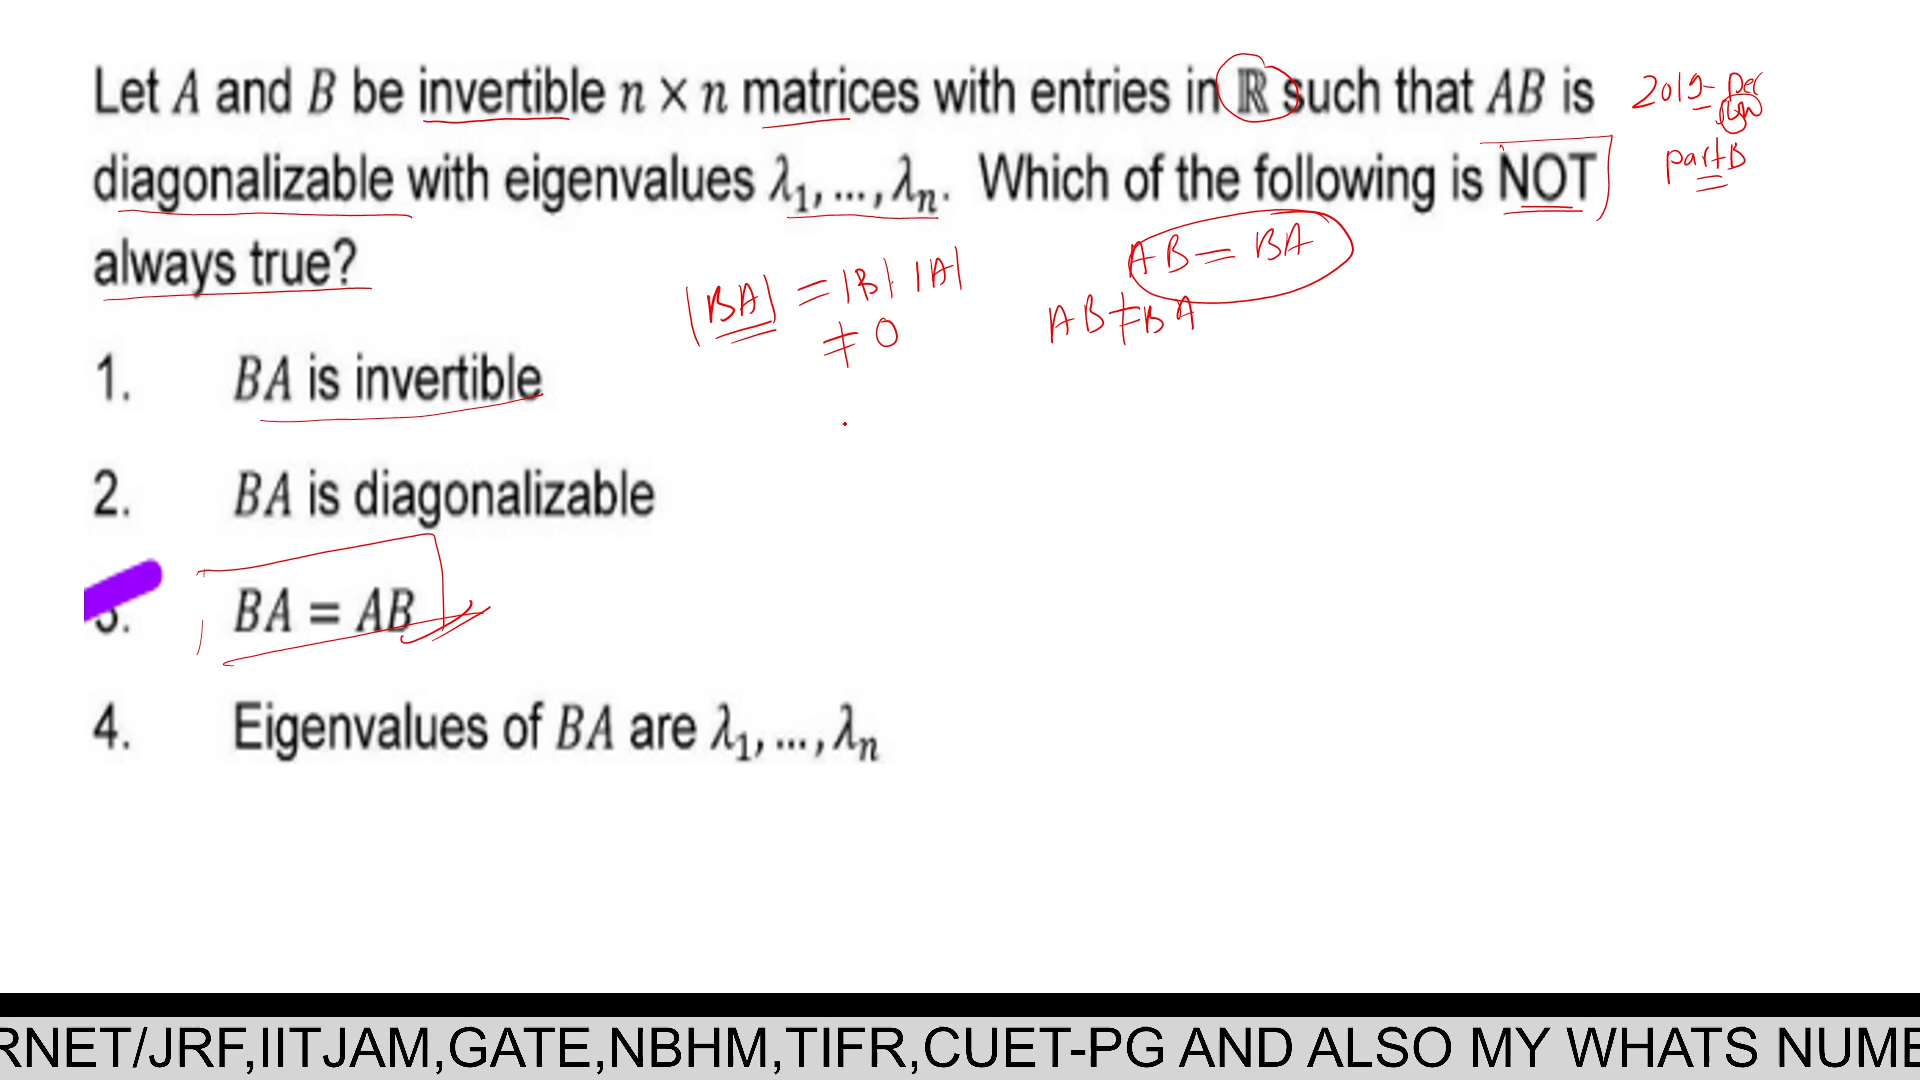 Let A and B be invertible n × n matrices with entries in ℝ such that AB is
diagonalizable with eigenvalues λ₁, ..., λₙ. Which of the following is NOT
always true?
2019- Dec
part B
AB = BA
|BA| = |B| |A|
≠ 0
AB ≠ BA
1. BA is invertible
2. BA is diagonalizable
3. BA = AB
4. Eigenvalues of BA are λ₁, ..., λₙ
RNET/JRF,IITJAM,GATE,NBHM,TIFR,CUET-PG AND ALSO MY WHATS NUME